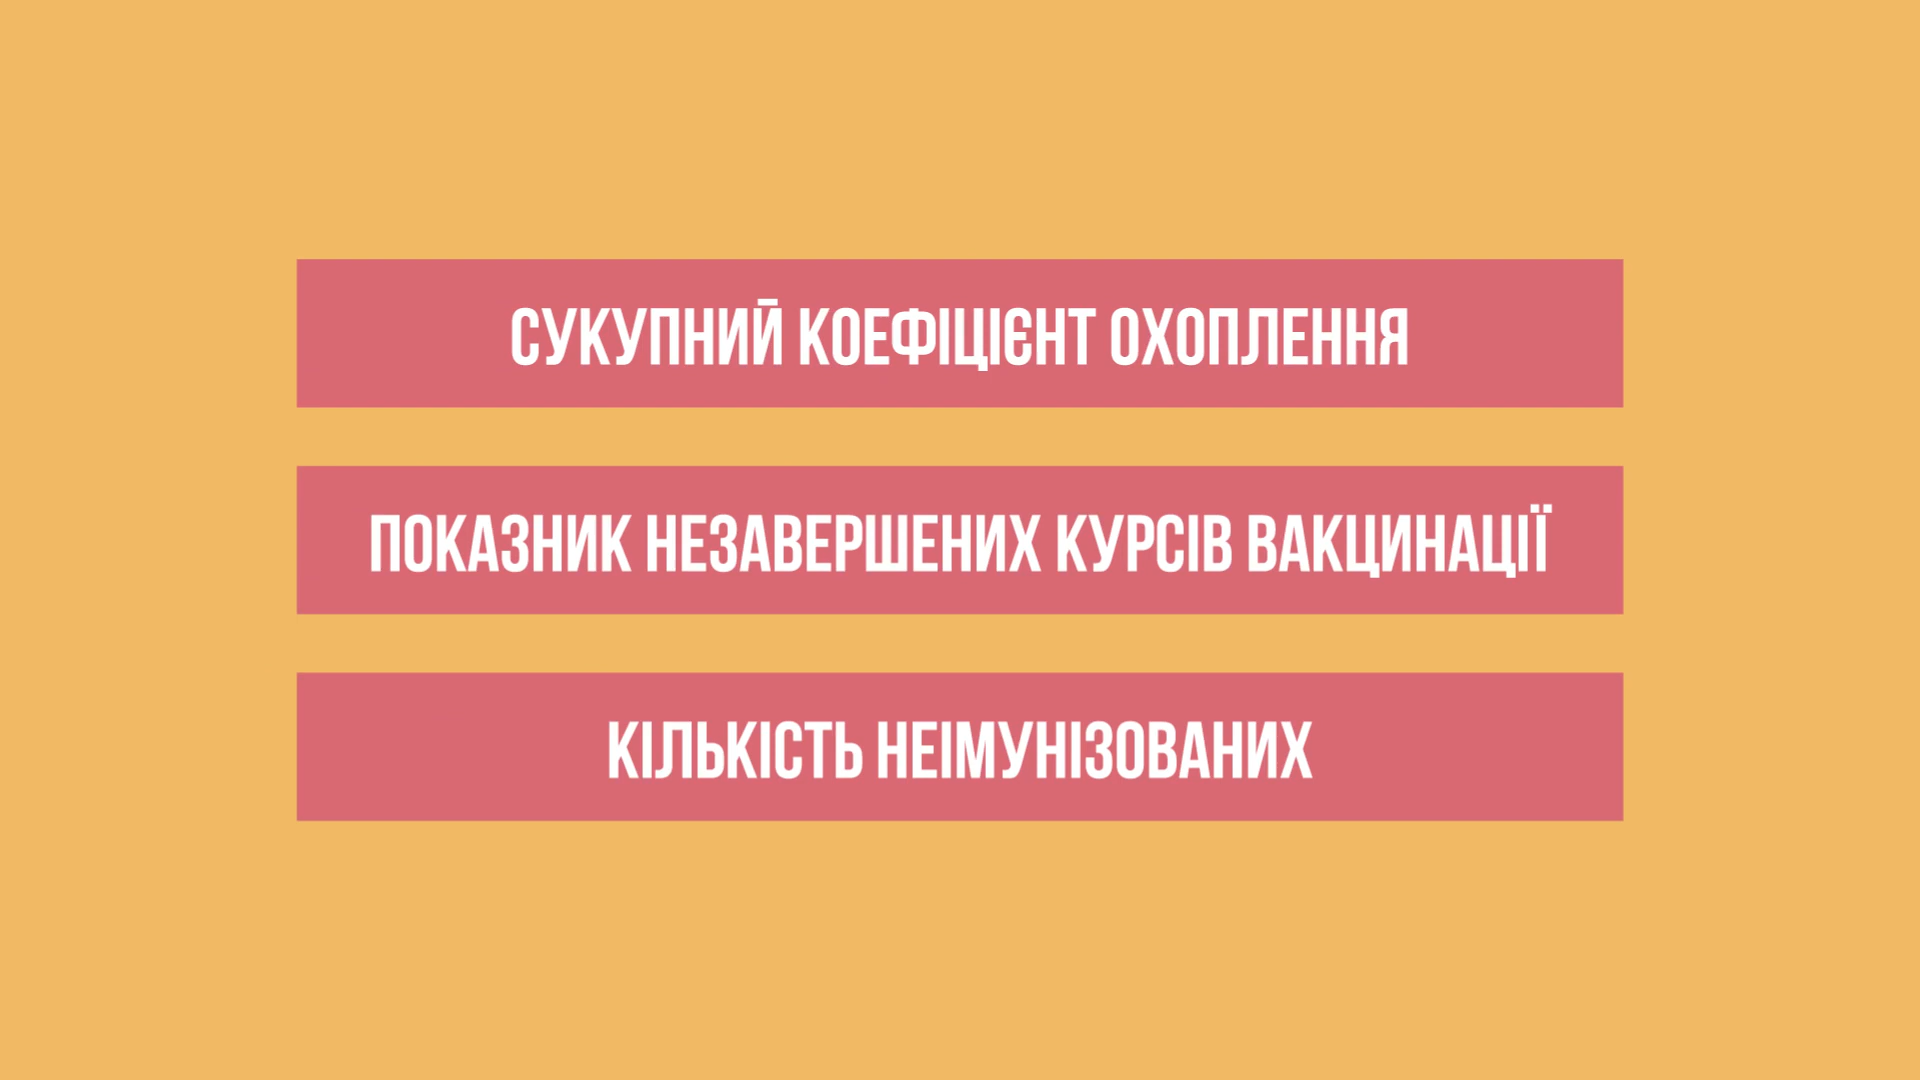 СУКУПНИЙ КОЕФІЦІЄНТ ОХОПЛЕННЯ
ПОКАЗНИК НЕЗАВЕРШЕНИХ КУРСІВ ВАКЦИНАЦІЇ
КІЛЬКІСТЬ НЕІМУНІЗОВАНИХ